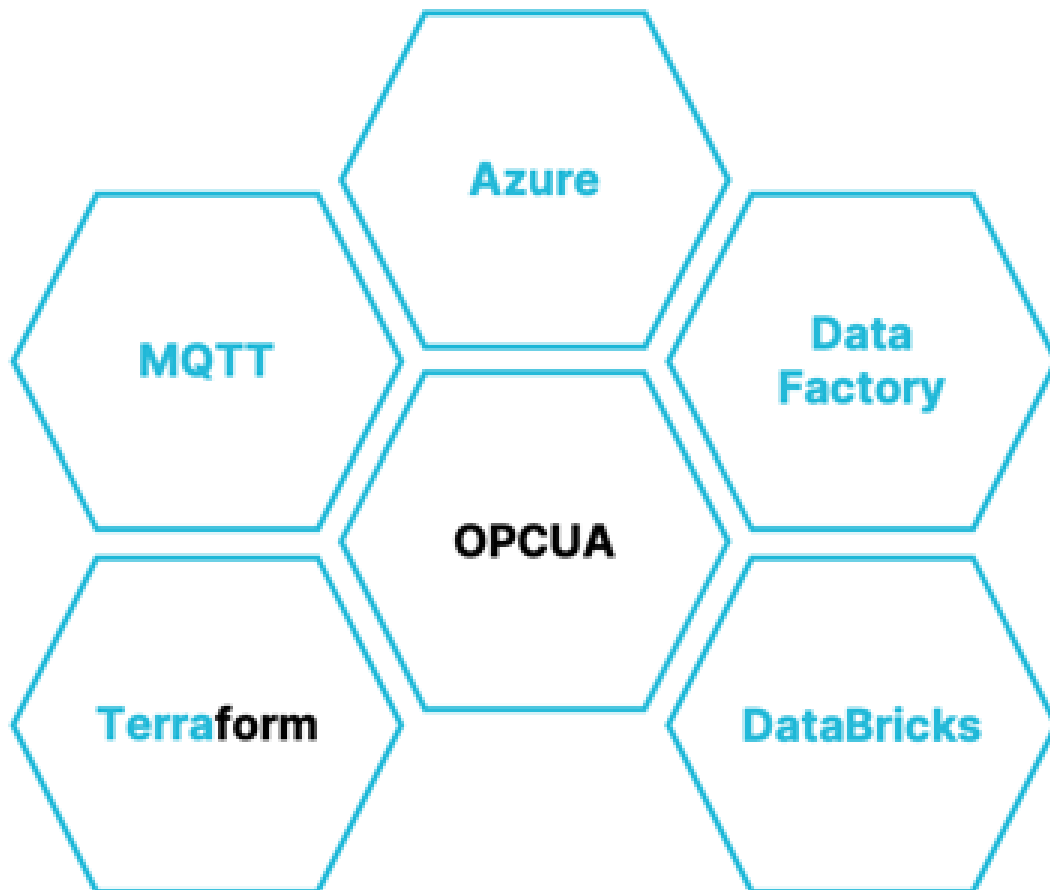 Azure
MQTT
Data
Factory
OPCUA
Terraform
DataBricks